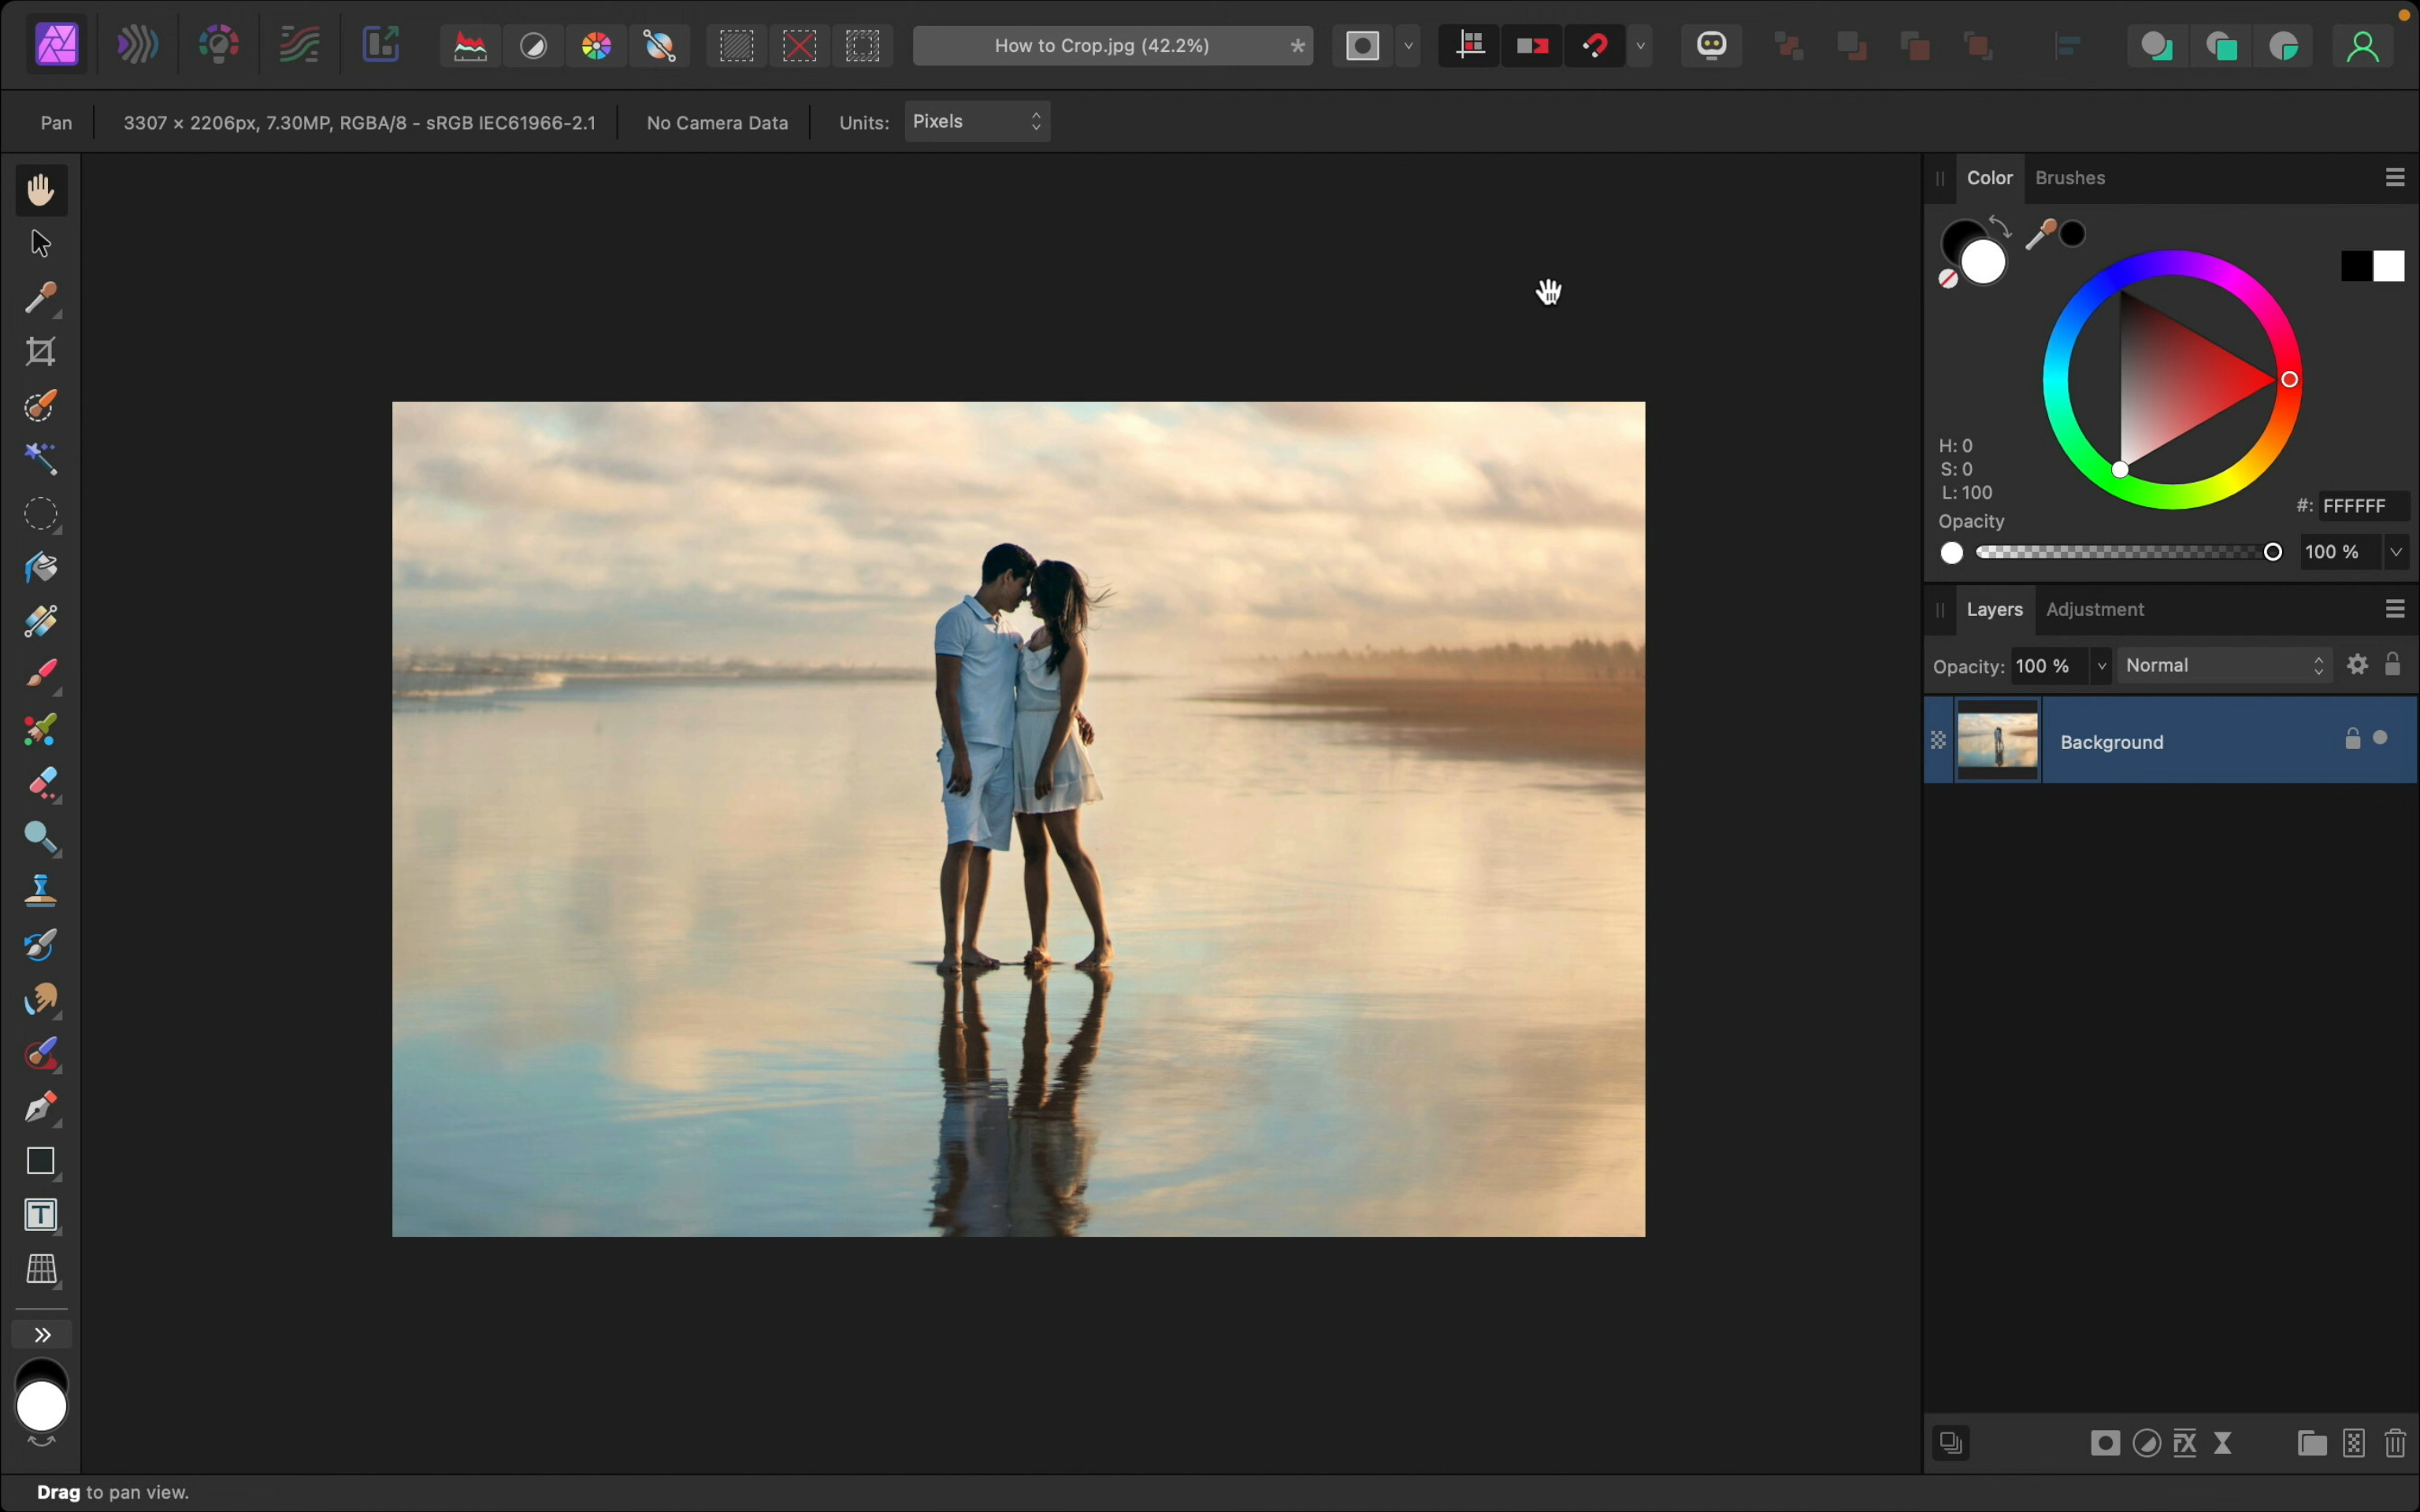 How to Crop.jpg (42.2%) *
Pan 3307 × 2206px, 7.30MP, RGBA/8 - sRGB IEC61966-2.1 No Camera Data Units: Pixels
Color Brushes
H: 0
S: 0
L: 100
#: FFFFFF
Opacity
100 %
Layers Adjustment
Opacity: 100 % Normal
Background
T
FX
Drag to pan view.